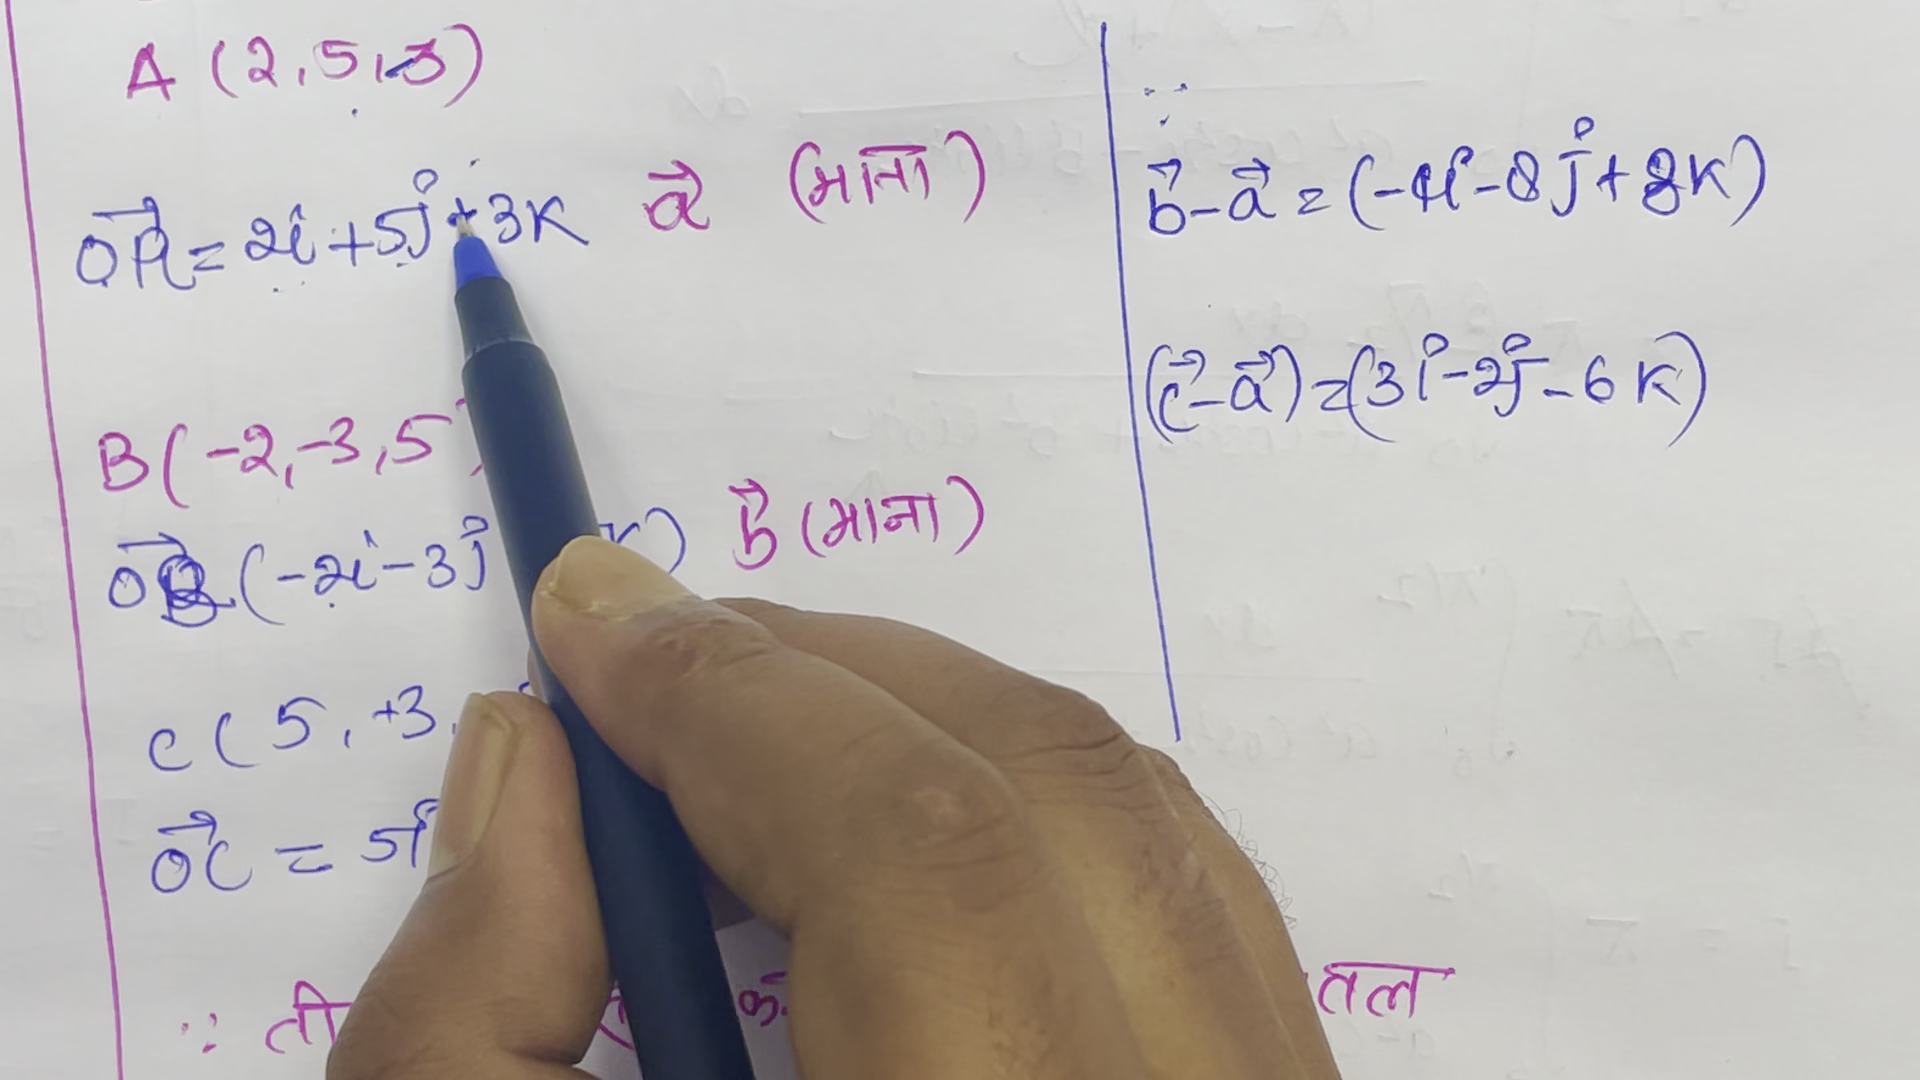 A (2,5,-3)
OA = 2i + 5j + 3K a⃗ (माना)
B(-2,-3,5
OB (-2i-3j K) b⃗ (माना)
C ( 5, +3,
OC = 5i
∵ ती
तल
∵
b⃗-a⃗ = (-4i-8j+8K)
(c⃗-a⃗) = (3i-2j-6K)